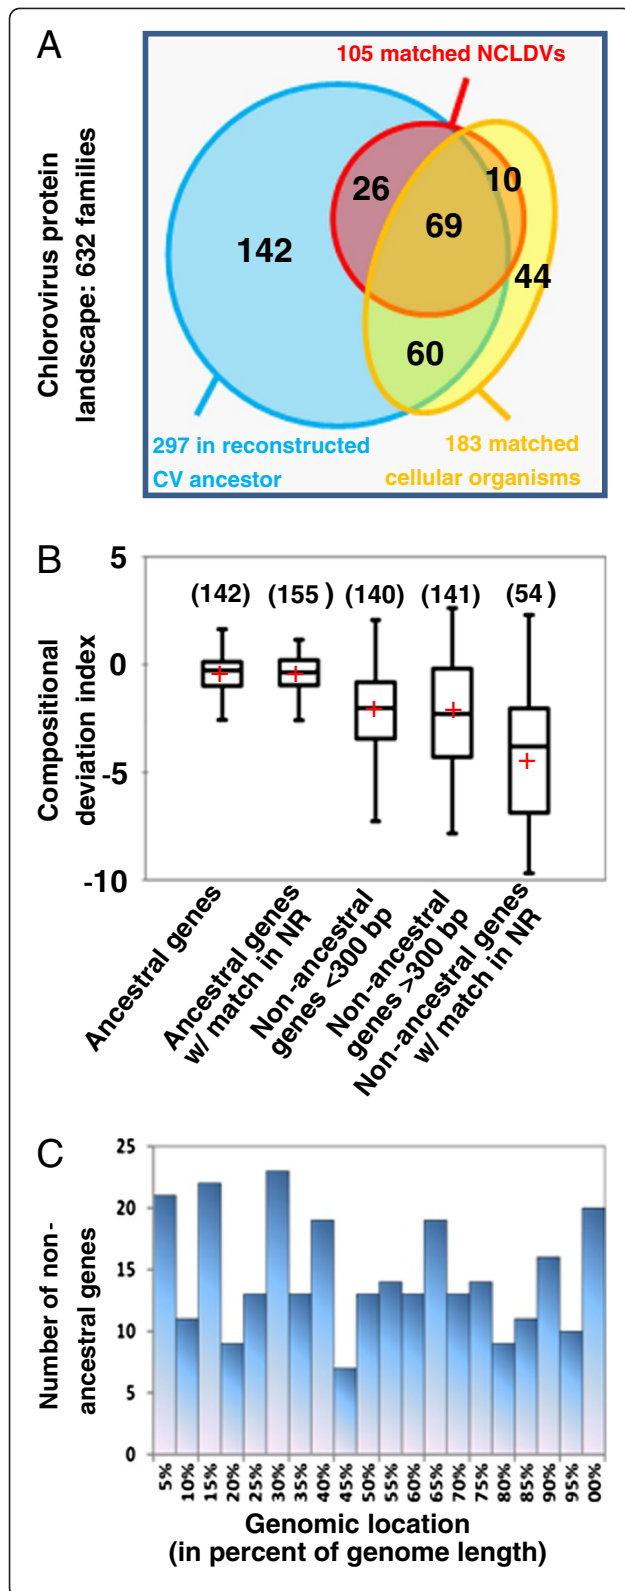 A
105 matched NCLDVs
Chlorovirus protein
landscape: 632 families
26
10
142
69
44
60
297 in reconstructed
CV ancestor
183 matched
cellular organisms
B
Compositional
deviation index
5
0
-5
-10
(142) (155) (140) (141) (54)
Ancestral genes
Ancestral genes
w/ match in NR
Non-ancestral
genes <300 bp
Non-ancestral
genes >300 bp
Non-ancestral genes
w/ match in NR
C
Number of non-
ancestral genes
25
20
15
10
5
0
5% 10% 15% 20% 25% 30% 35% 40% 45% 50% 55% 60% 65% 70% 75% 80% 85% 90% 95% 00%
Genomic location
(in percent of genome length)